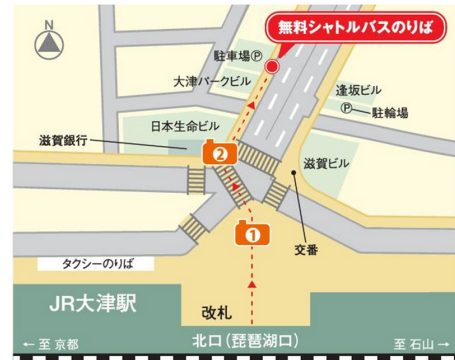 N
無料シャトルバスのりば
駐車場Ⓟ
大津パークビル
逢坂ビル
Ⓟ
駐輪場
日本生命ビル
滋賀銀行
❷
滋賀ビル
❶
交番
タクシーのりば
JR大津駅
改札
← 至 京都
北口(琵琶湖口)
至 石山 →